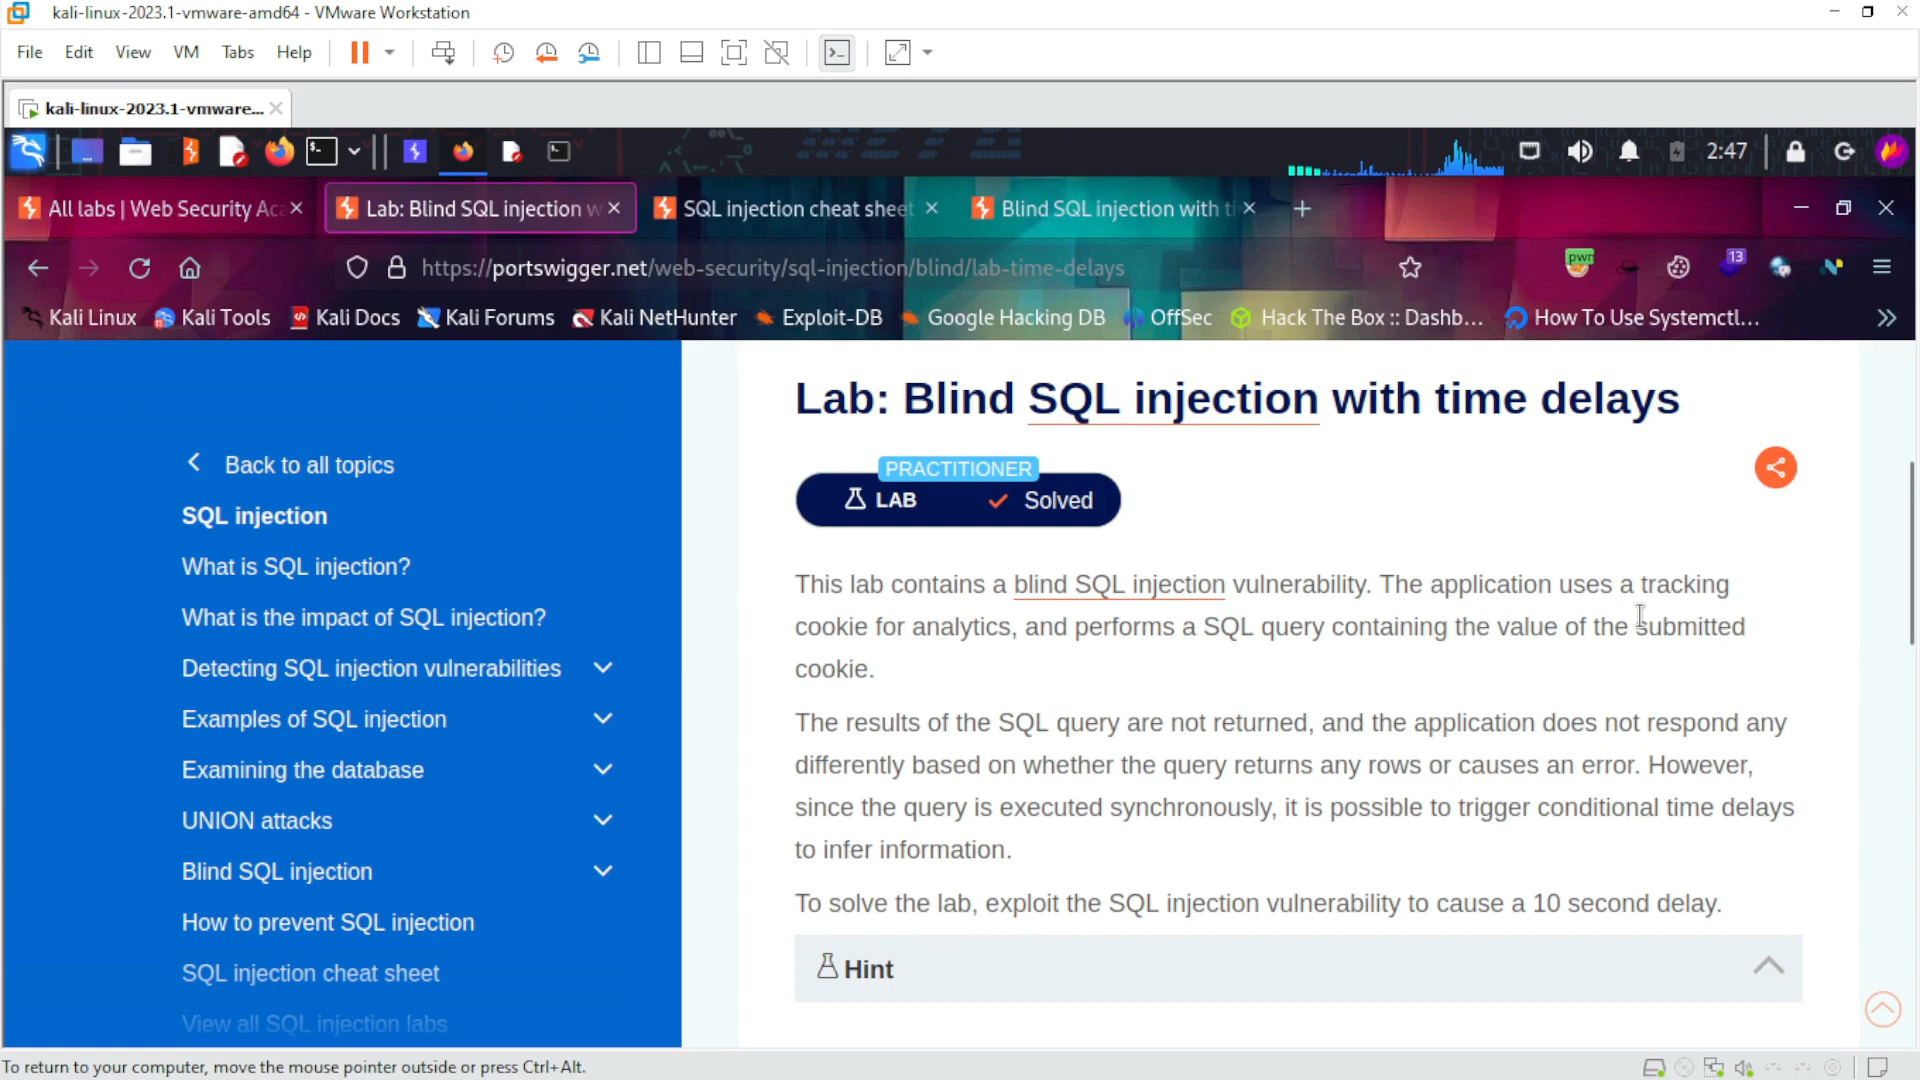 kali-linux-2023.1-vmware-amd64 - VMware Workstation
File Edit View VM Tabs Help
kali-linux-2023.1-vmware...
2:47
All labs | Web Security Aca
Lab: Blind SQL injection w
SQL injection cheat sheet
Blind SQL injection with ti
https://portswigger.net/web-security/sql-injection/blind/lab-time-delays
pwn
13
Kali Linux Kali Tools Kali Docs Kali Forums Kali NetHunter Exploit-DB Google Hacking DB OffSec Hack The Box :: Dashb... How To Use Systemctl...
Back to all topics
SQL injection
What is SQL injection?
What is the impact of SQL injection?
Detecting SQL injection vulnerabilities
Examples of SQL injection
Examining the database
UNION attacks
Blind SQL injection
How to prevent SQL injection
SQL injection cheat sheet
View all SQL injection labs
Lab: Blind SQL injection with time delays
PRACTITIONER
LAB Solved
This lab contains a blind SQL injection vulnerability. The application uses a tracking
cookie for analytics, and performs a SQL query containing the value of the submitted
cookie.
The results of the SQL query are not returned, and the application does not respond any
differently based on whether the query returns any rows or causes an error. However,
since the query is executed synchronously, it is possible to trigger conditional time delays
to infer information.
To solve the lab, exploit the SQL injection vulnerability to cause a 10 second delay.
Hint
To return to your computer, move the mouse pointer outside or press Ctrl+Alt.